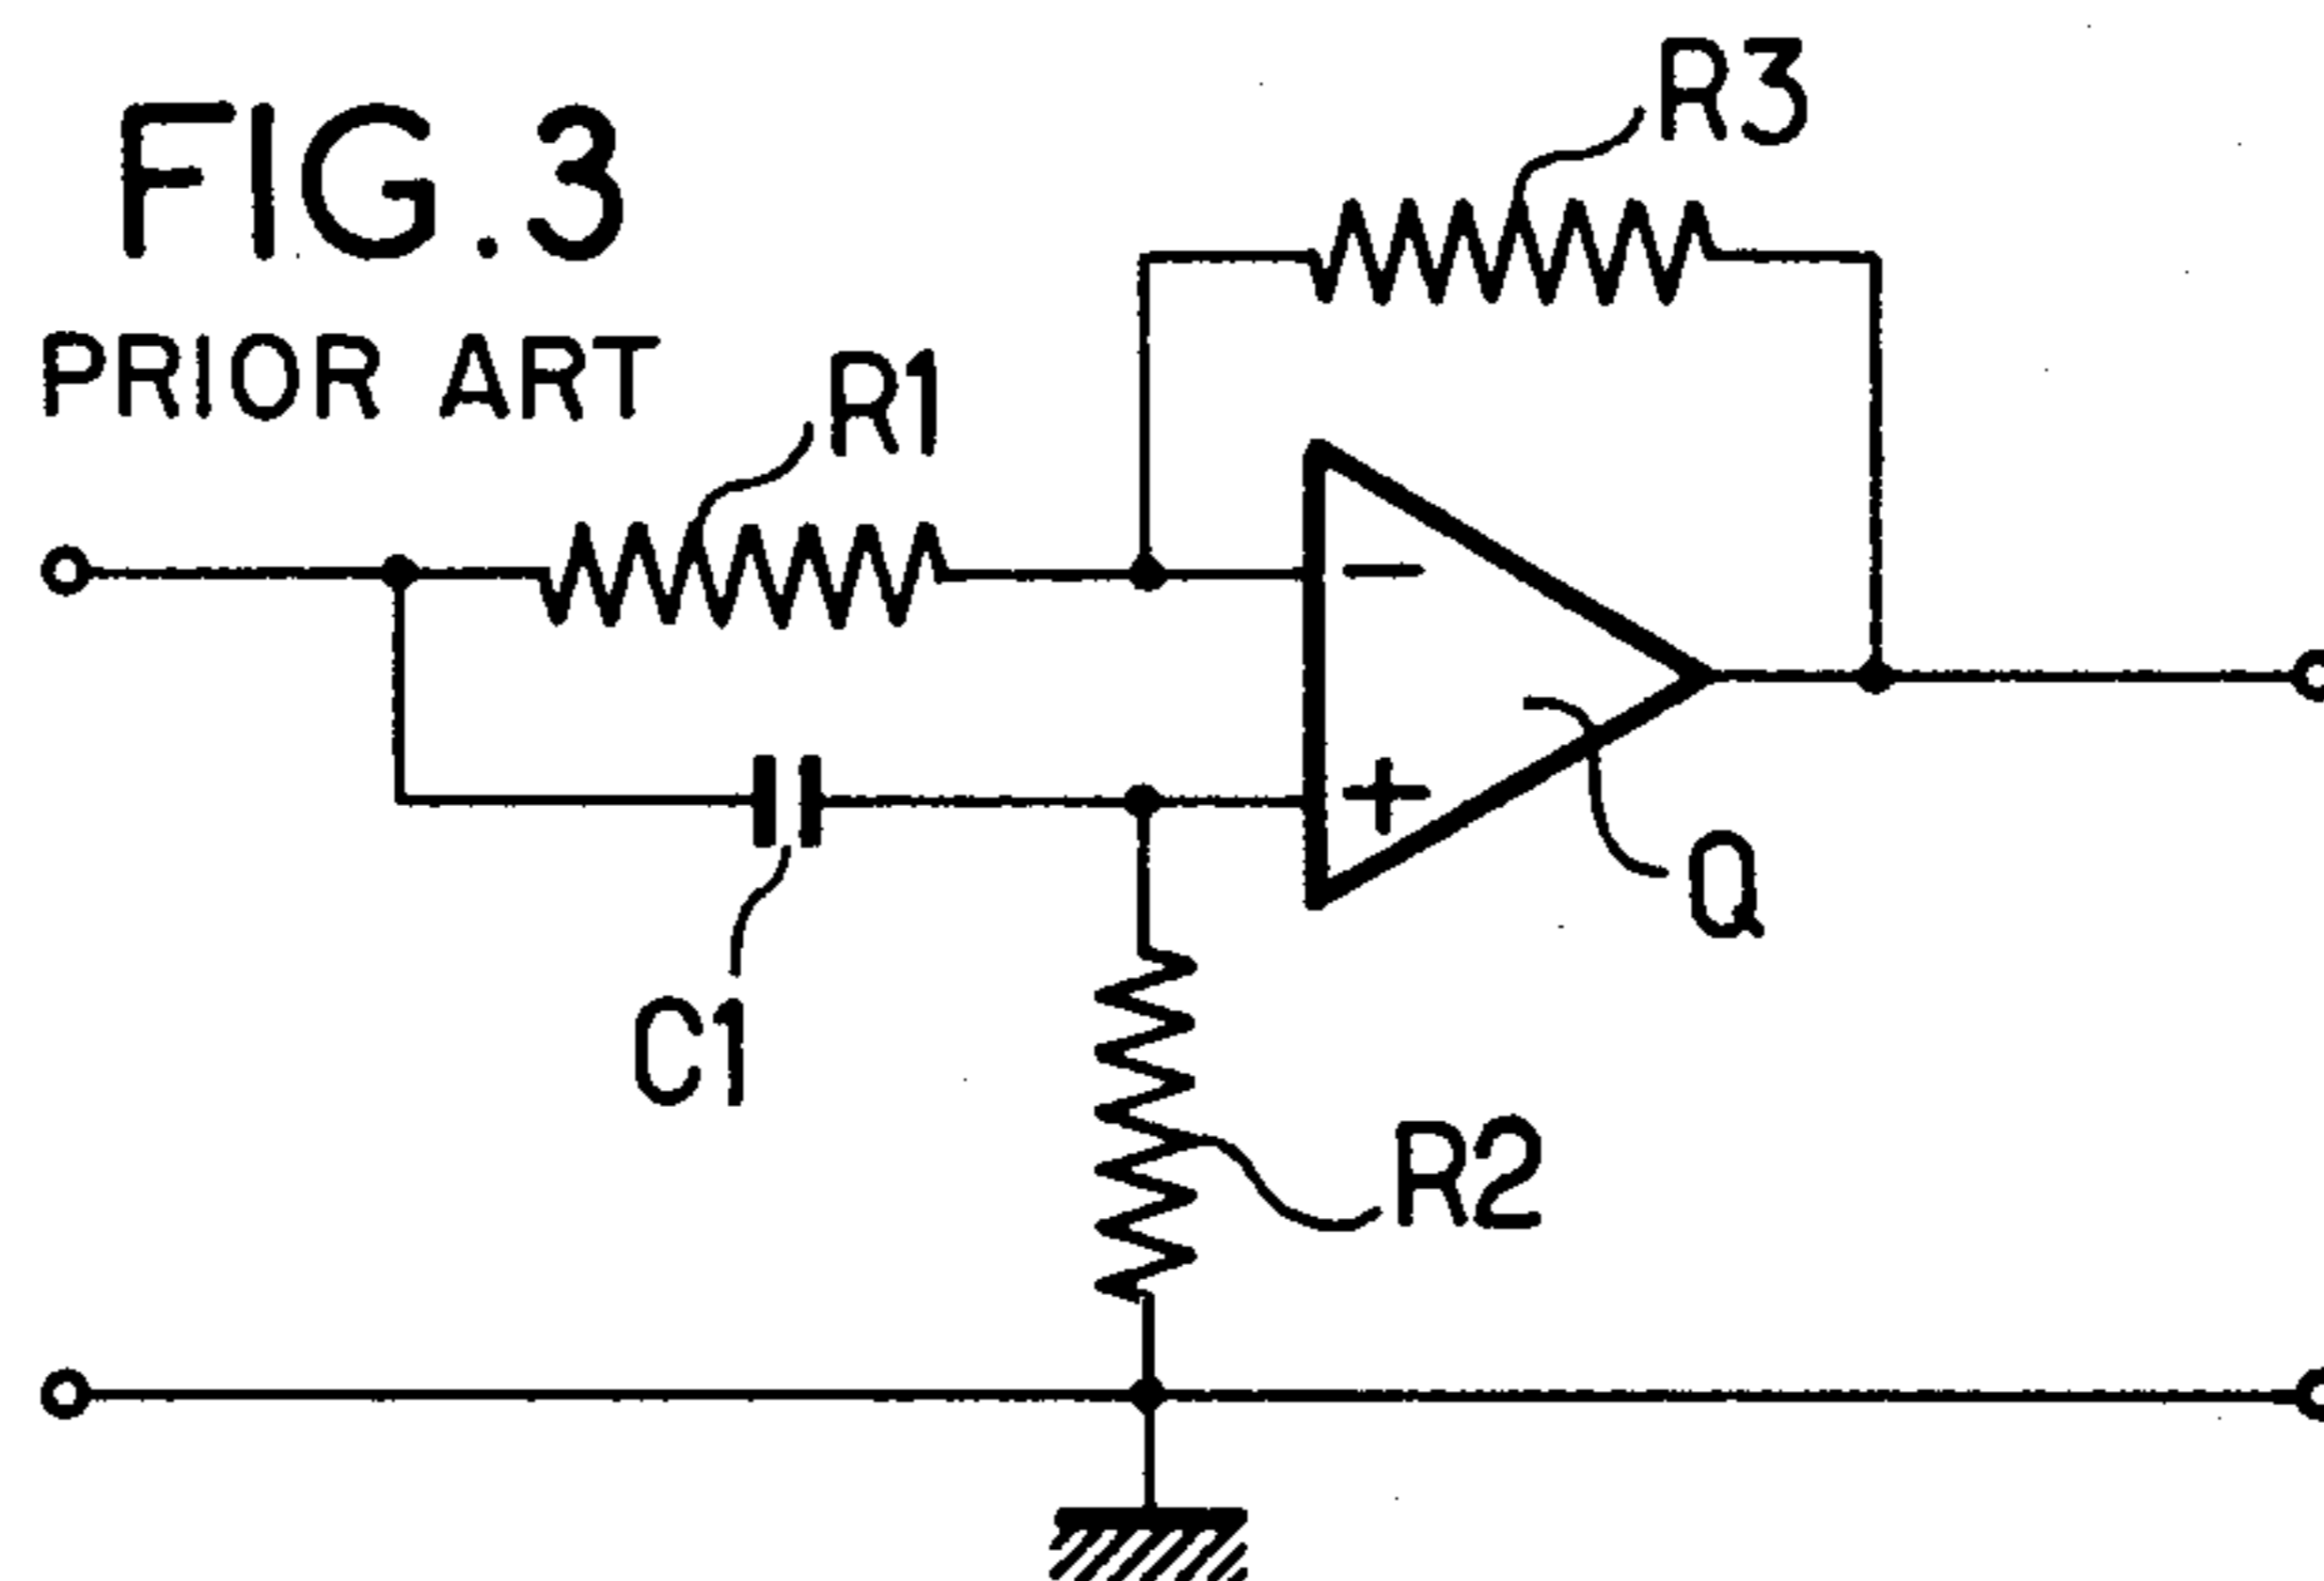 FIG.3
PRIOR ART
R3
R1
−
+
Q
C1
R2